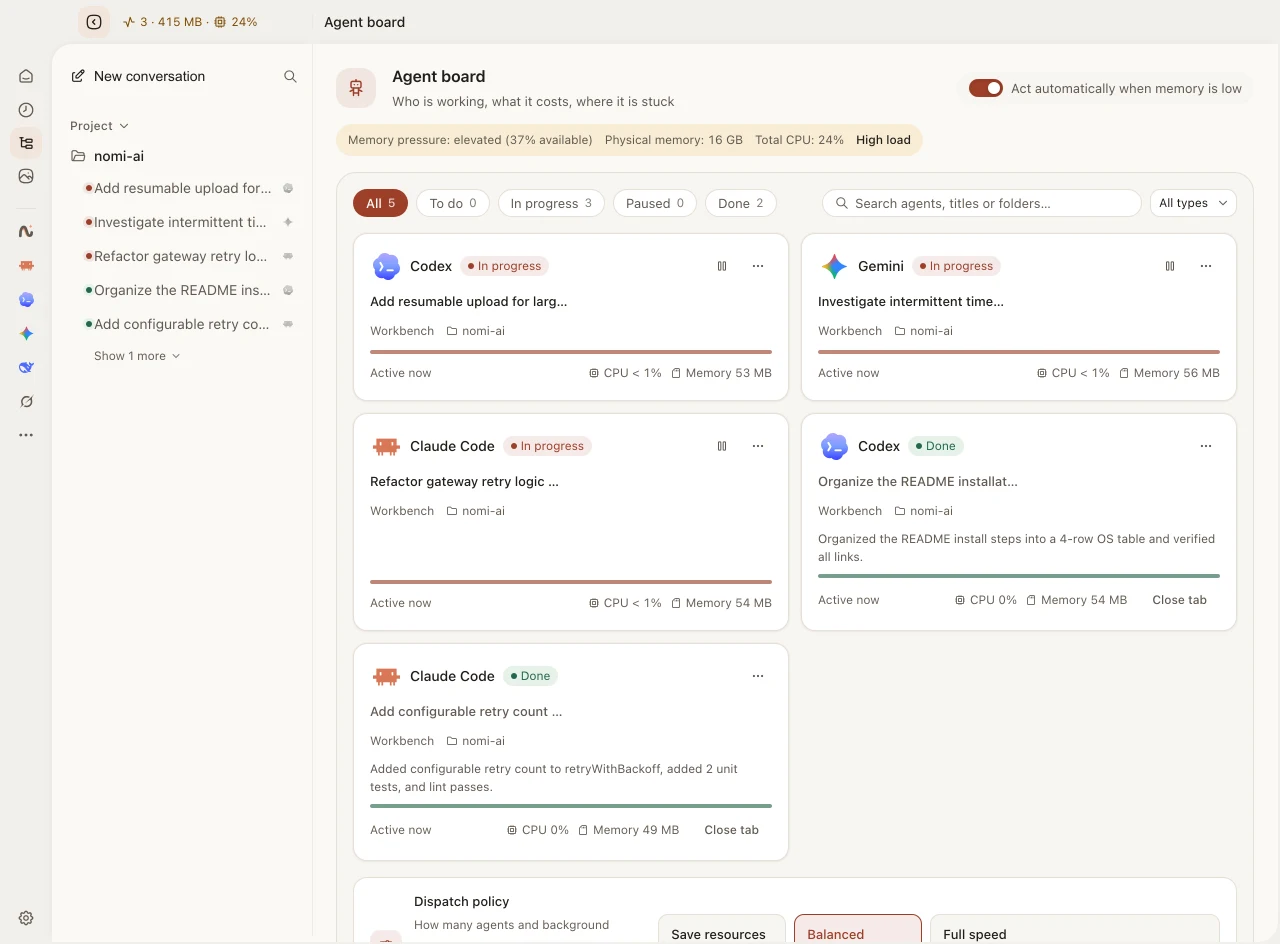 3 · 415 MB · 24%
Agent board
New conversation
Project
nomi-ai
Add resumable upload for...
Investigate intermittent ti...
Refactor gateway retry lo...
Organize the README ins...
Add configurable retry co...
Show 1 more
Agent board
Who is working, what it costs, where it is stuck
Act automatically when memory is low
Memory pressure: elevated (37% available) Physical memory: 16 GB Total CPU: 24% High load
All 5 To do 0 In progress 3 Paused 0 Done 2
Search agents, titles or folders...
All types
Codex In progress
Add resumable upload for larg...
Workbench nomi-ai
Active now CPU < 1% Memory 53 MB
Gemini In progress
Investigate intermittent time...
Workbench nomi-ai
Active now CPU < 1% Memory 56 MB
Claude Code In progress
Refactor gateway retry logic ...
Workbench nomi-ai
Active now CPU < 1% Memory 54 MB
Codex Done
Organize the README installat...
Workbench nomi-ai
Organized the README install steps into a 4-row OS table and verified
all links.
Active now CPU 0% Memory 54 MB Close tab
Claude Code Done
Add configurable retry count ...
Workbench nomi-ai
Added configurable retry count to retryWithBackoff, added 2 unit
tests, and lint passes.
Active now CPU 0% Memory 49 MB Close tab
Dispatch policy
How many agents and background
Save resources
Balanced
Full speed